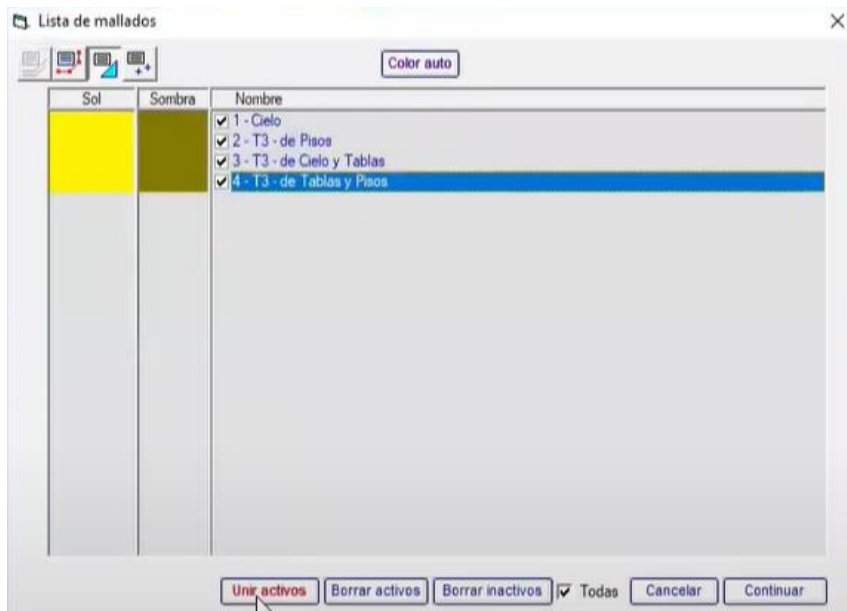 Lista de mallados
Color auto
Sol Sombra Nombre
1 - Cielo
2 - T3 - de Pisos
3 - T3 - de Cielo y Tablas
4 - T3 - de Tablas y Pisos
Unir activos Borrar activos Borrar inactivos Todas Cancelar Continuar